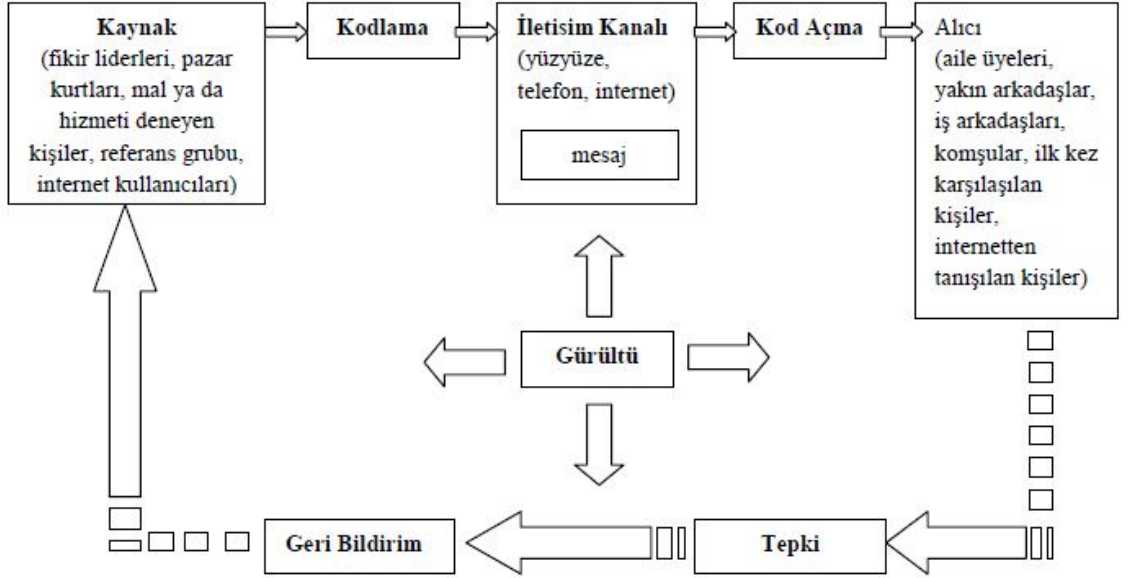 Kaynak
(fikir liderleri, pazar
kurtları, mal ya da
hizmeti deneyen
kişiler, referans grubu,
internet kullanıcıları)
Kodlama
İletisim Kanalı
(yüzyüze,
telefon, internet)
mesaj
Kod Açma
Alıcı
(aile üyeleri,
yakın arkadaşlar,
iş arkadaşları,
komşular, ilk kez
karşılaşılan
kişiler,
internetten
tanışılan kişiler)
Gürültü
Geri Bildirim
Tepki